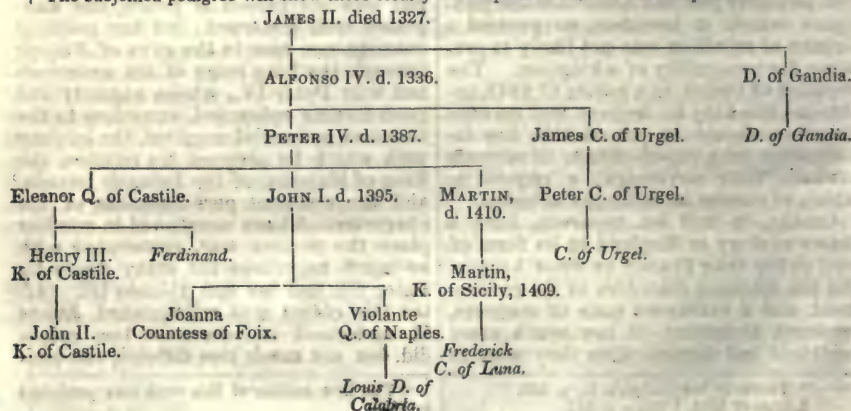 JAMES II. died 1327.
ALFONSO IV. d. 1336. D. of Gandia.
PETER IV. d. 1387. James C. of Urgel. D. of Gandia.
Eleanor Q. of Castile. JOHN I. d. 1395. MARTIN, Peter C. of Urgel.
d. 1410.
Henry III. Ferdinand. C. of Urgel.
K. of Castile. Martin,
K. of Sicily, 1409.
Joanna Violante
John II. Countess of Foix. Q. of Naples. Frederick
K. of Castile. C. of Luna.
Louis D. of
Calabria.